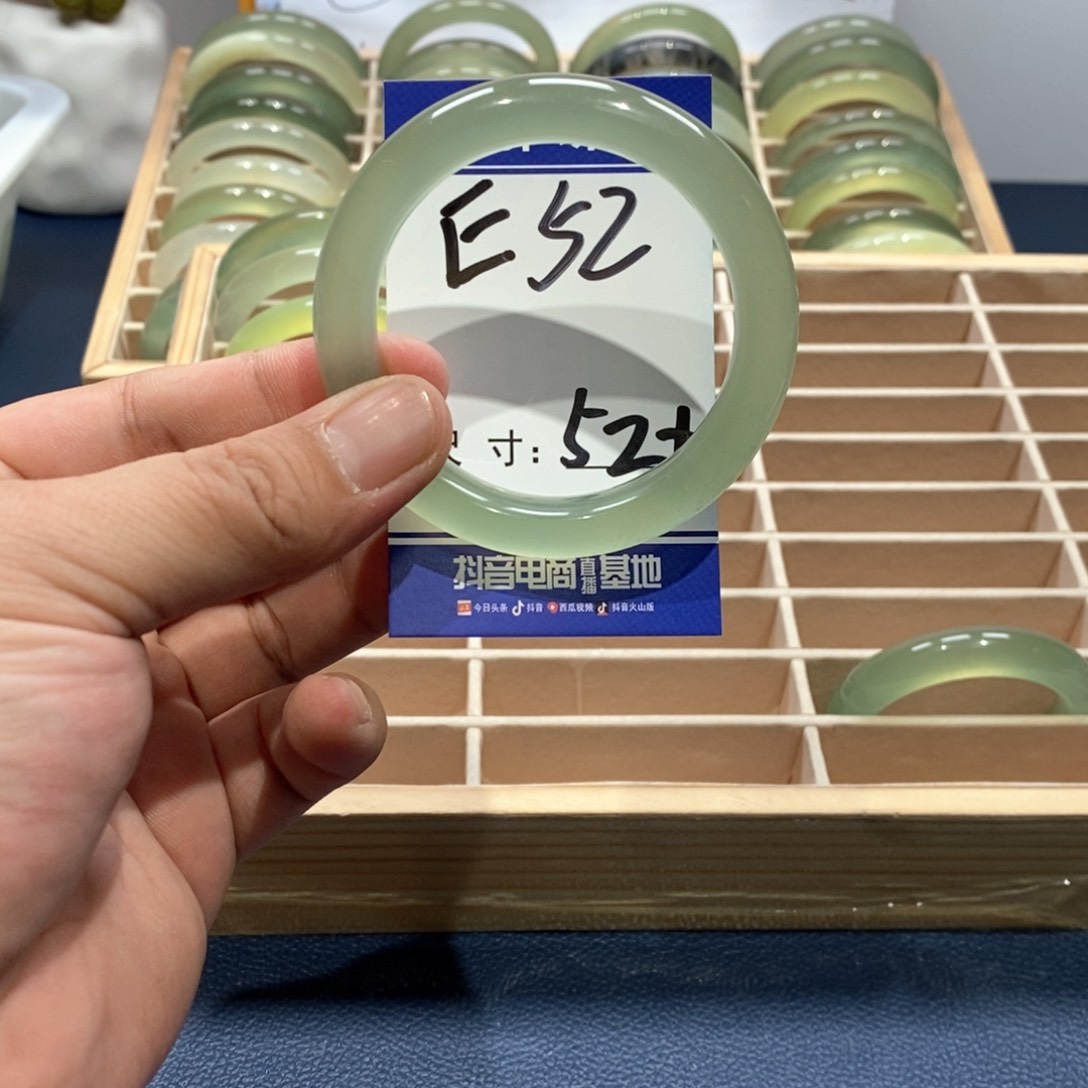 E52
寸: 52+
抖音电商直播基地
今日头条 抖音 西瓜视频 抖音火山版